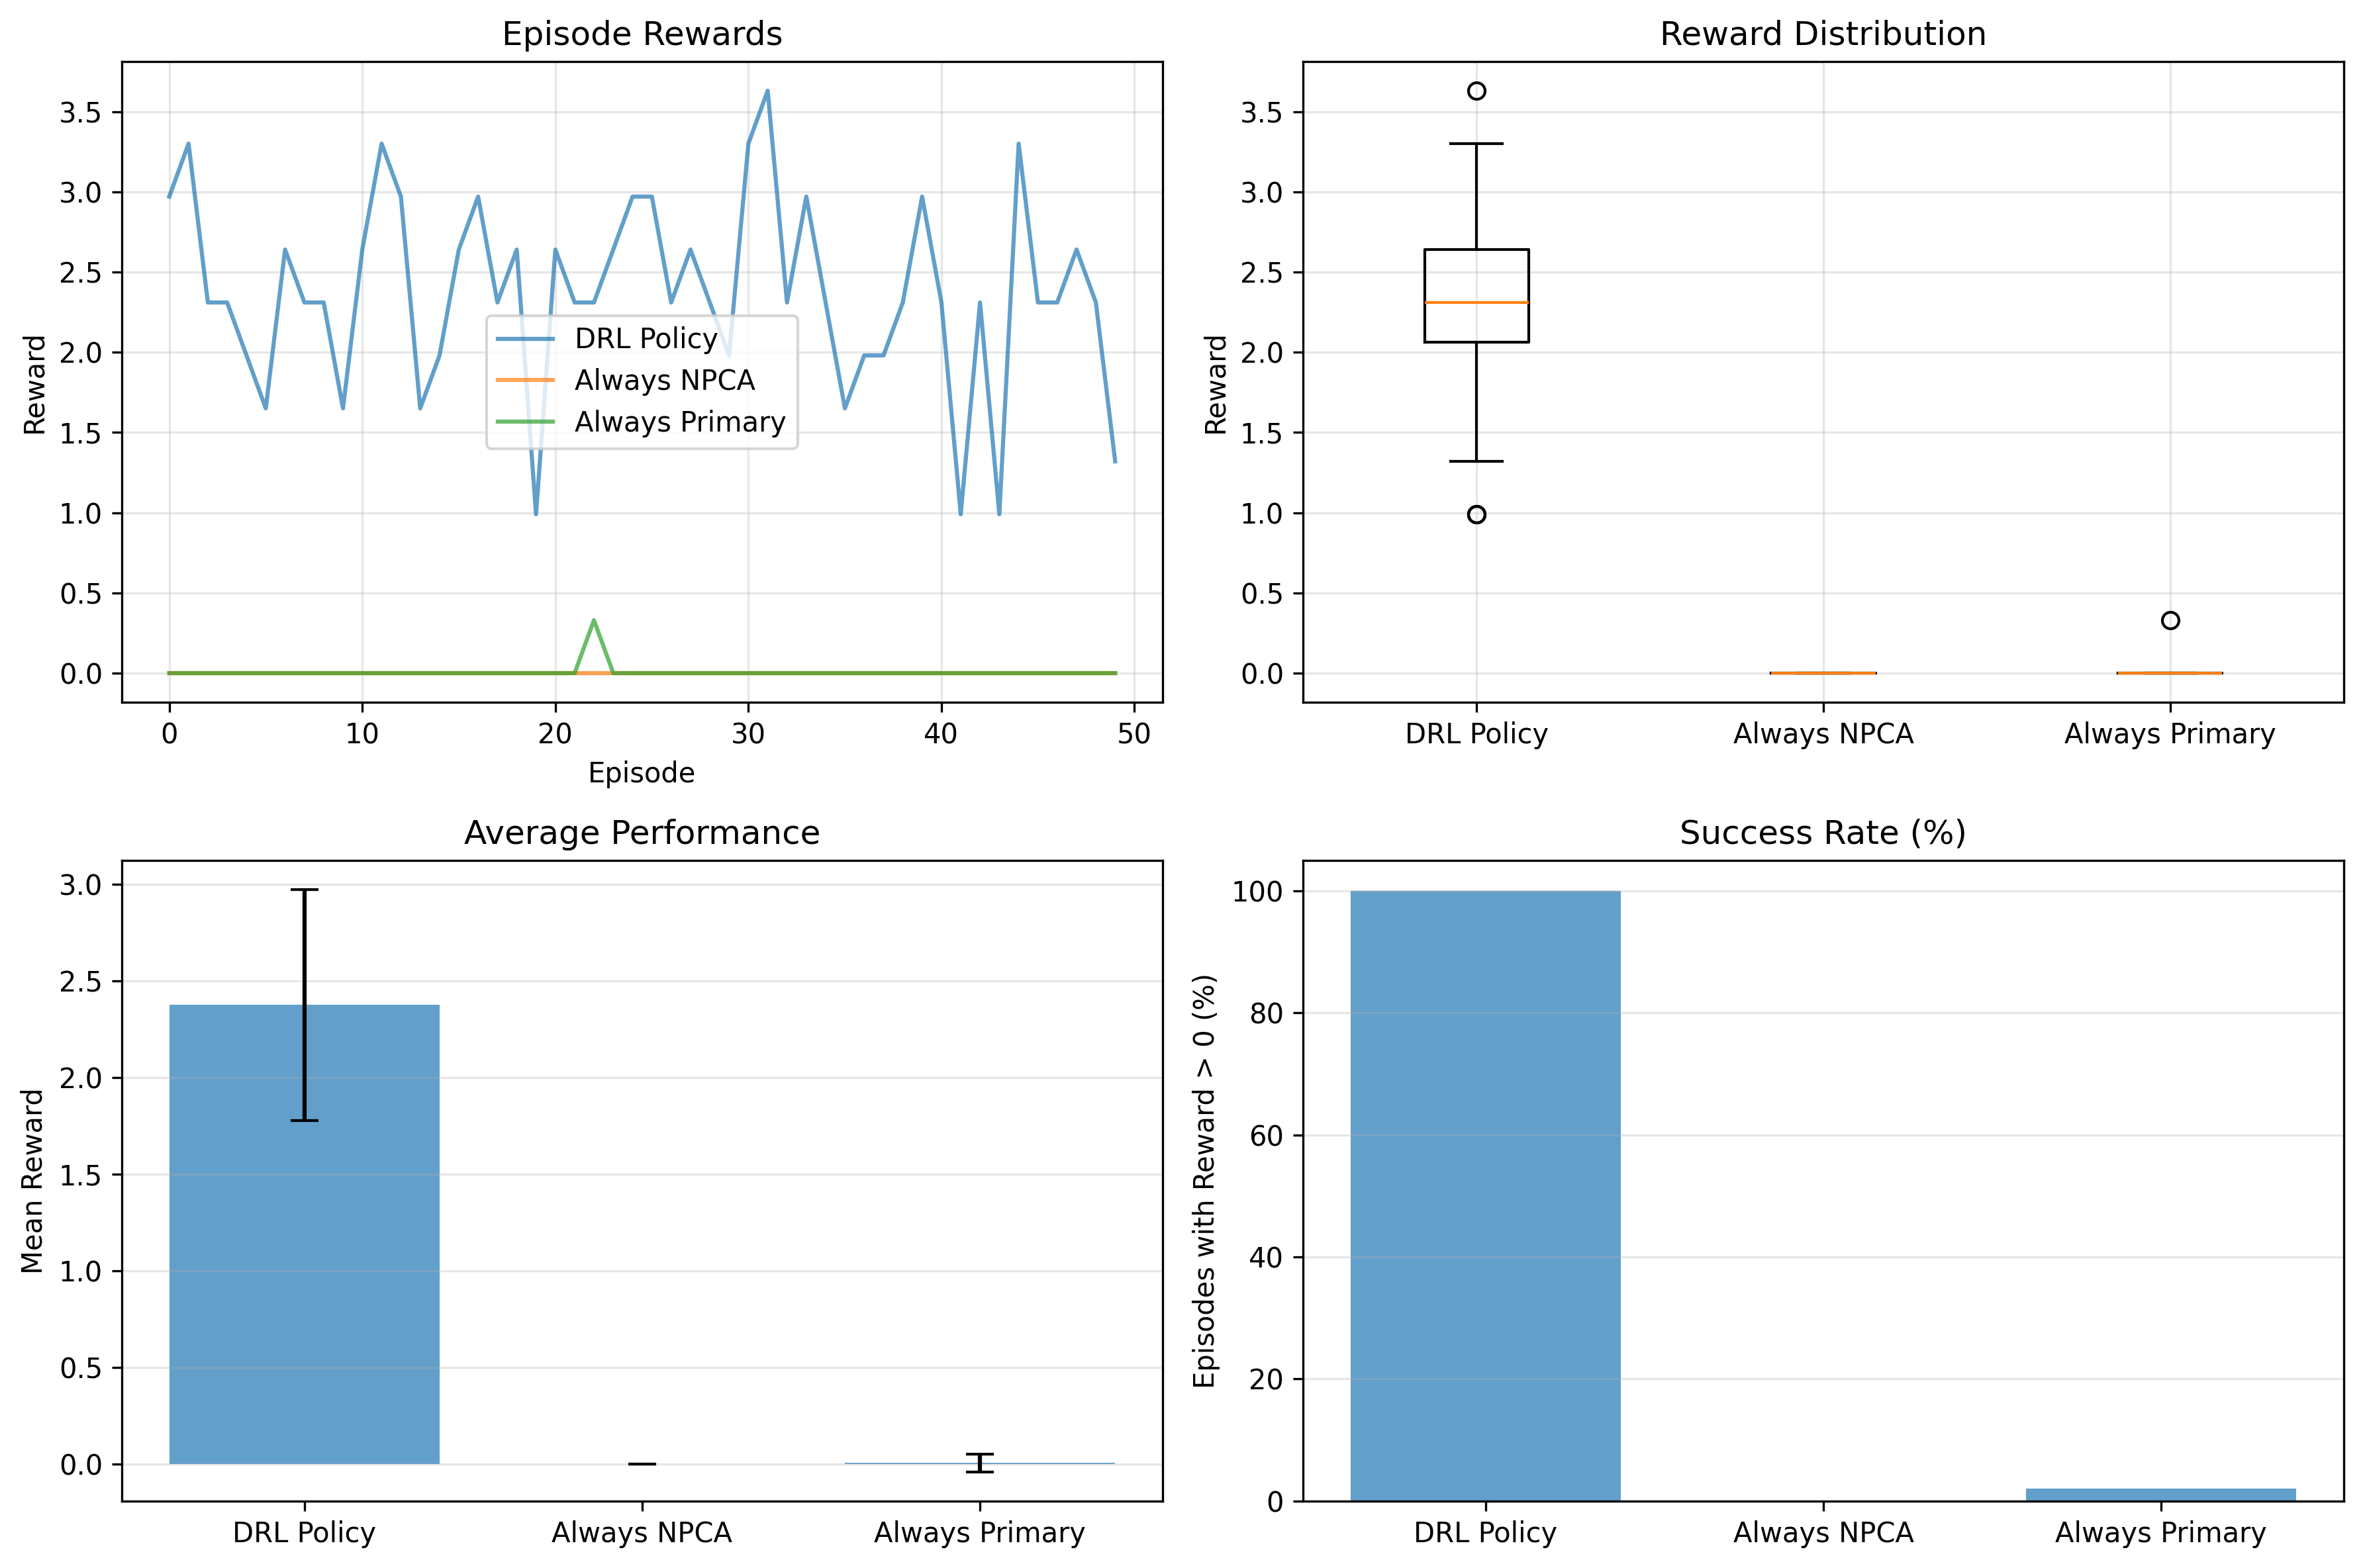 Episode Rewards
Reward
3.5
3.0
2.5
2.0
1.5
1.0
0.5
0.0
DRL Policy
Always NPCA
Always Primary
0 10 20 30 40 50
Episode
Reward Distribution
Reward
3.5
3.0
2.5
2.0
1.5
1.0
0.5
0.0
DRL Policy Always NPCA Always Primary
Average Performance
Mean Reward
3.0
2.5
2.0
1.5
1.0
0.5
0.0
DRL Policy Always NPCA Always Primary
Success Rate (%)
Episodes with Reward > 0 (%)
100
80
60
40
20
0
DRL Policy Always NPCA Always Primary